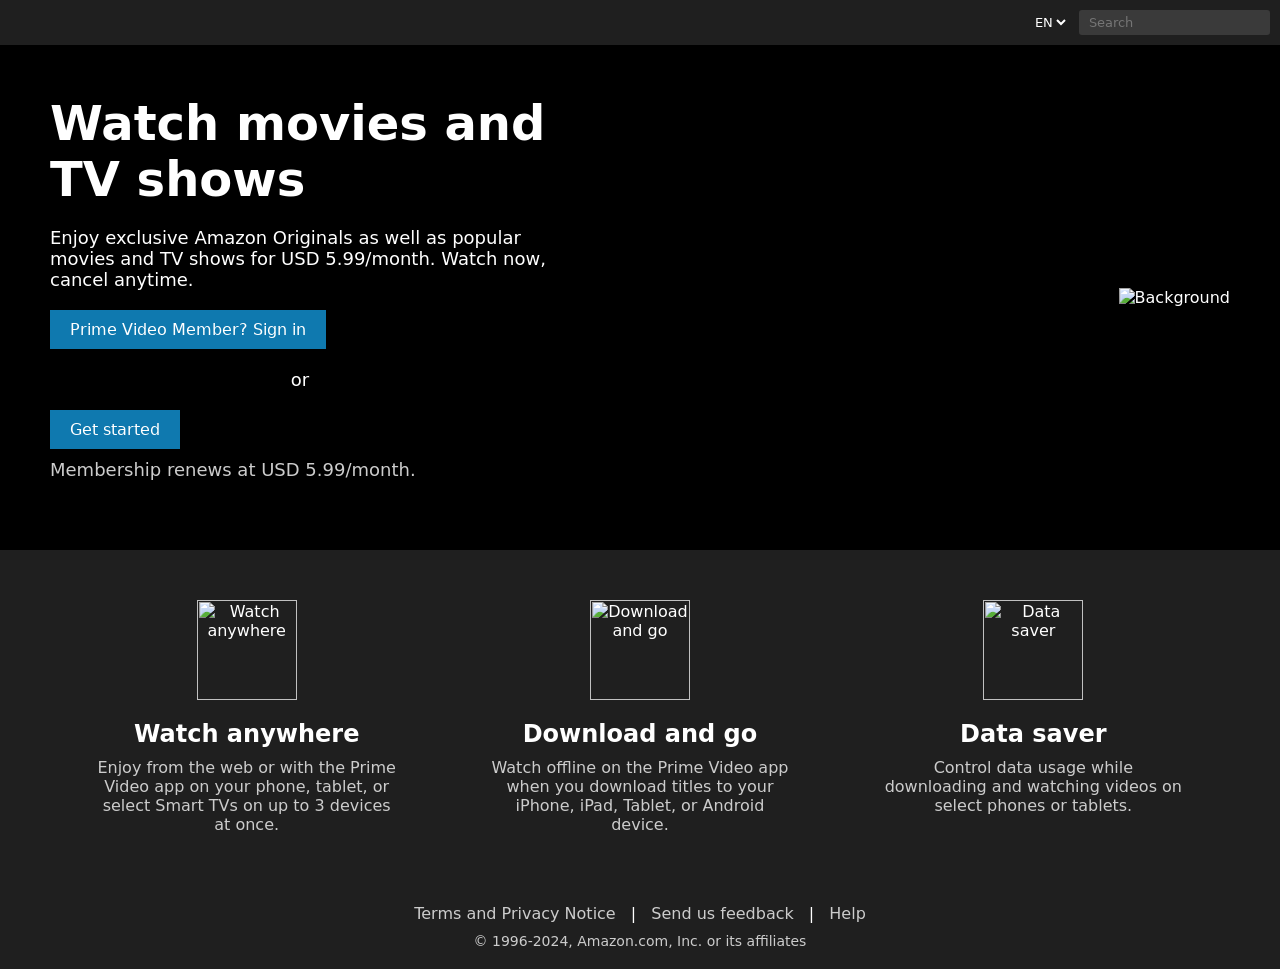 EN
Search
Watch movies and
TV shows
Enjoy exclusive Amazon Originals as well as popular
movies and TV shows for USD 5.99/month. Watch now,
cancel anytime.
Background
Prime Video Member? Sign in
or
Get started
Membership renews at USD 5.99/month.
Watch
anywhere
Watch anywhere
Enjoy from the web or with the Prime
Video app on your phone, tablet, or
select Smart TVs on up to 3 devices
at once.
Download
and go
Download and go
Watch offline on the Prime Video app
when you download titles to your
iPhone, iPad, Tablet, or Android
device.
Data
saver
Data saver
Control data usage while
downloading and watching videos on
select phones or tablets.
Terms and Privacy Notice | Send us feedback | Help
© 1996-2024, Amazon.com, Inc. or its affiliates